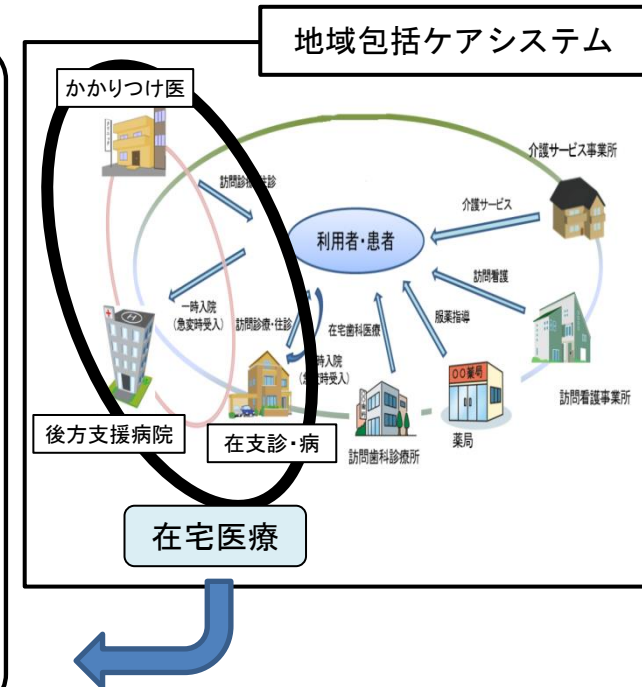 地域包括ケアシステム
かかりつけ医
介護サービス事業所
訪問診療・往診
介護サービス
利用者・患者
訪問看護
一時入院
(急変時受入)
訪問診療・往診
在宅歯科医療
服薬指導
時入院
(急変時受入)
〇〇薬局
訪問看護事業所
後方支援病院
在支診・病
訪問歯科診療所
薬局
在宅医療